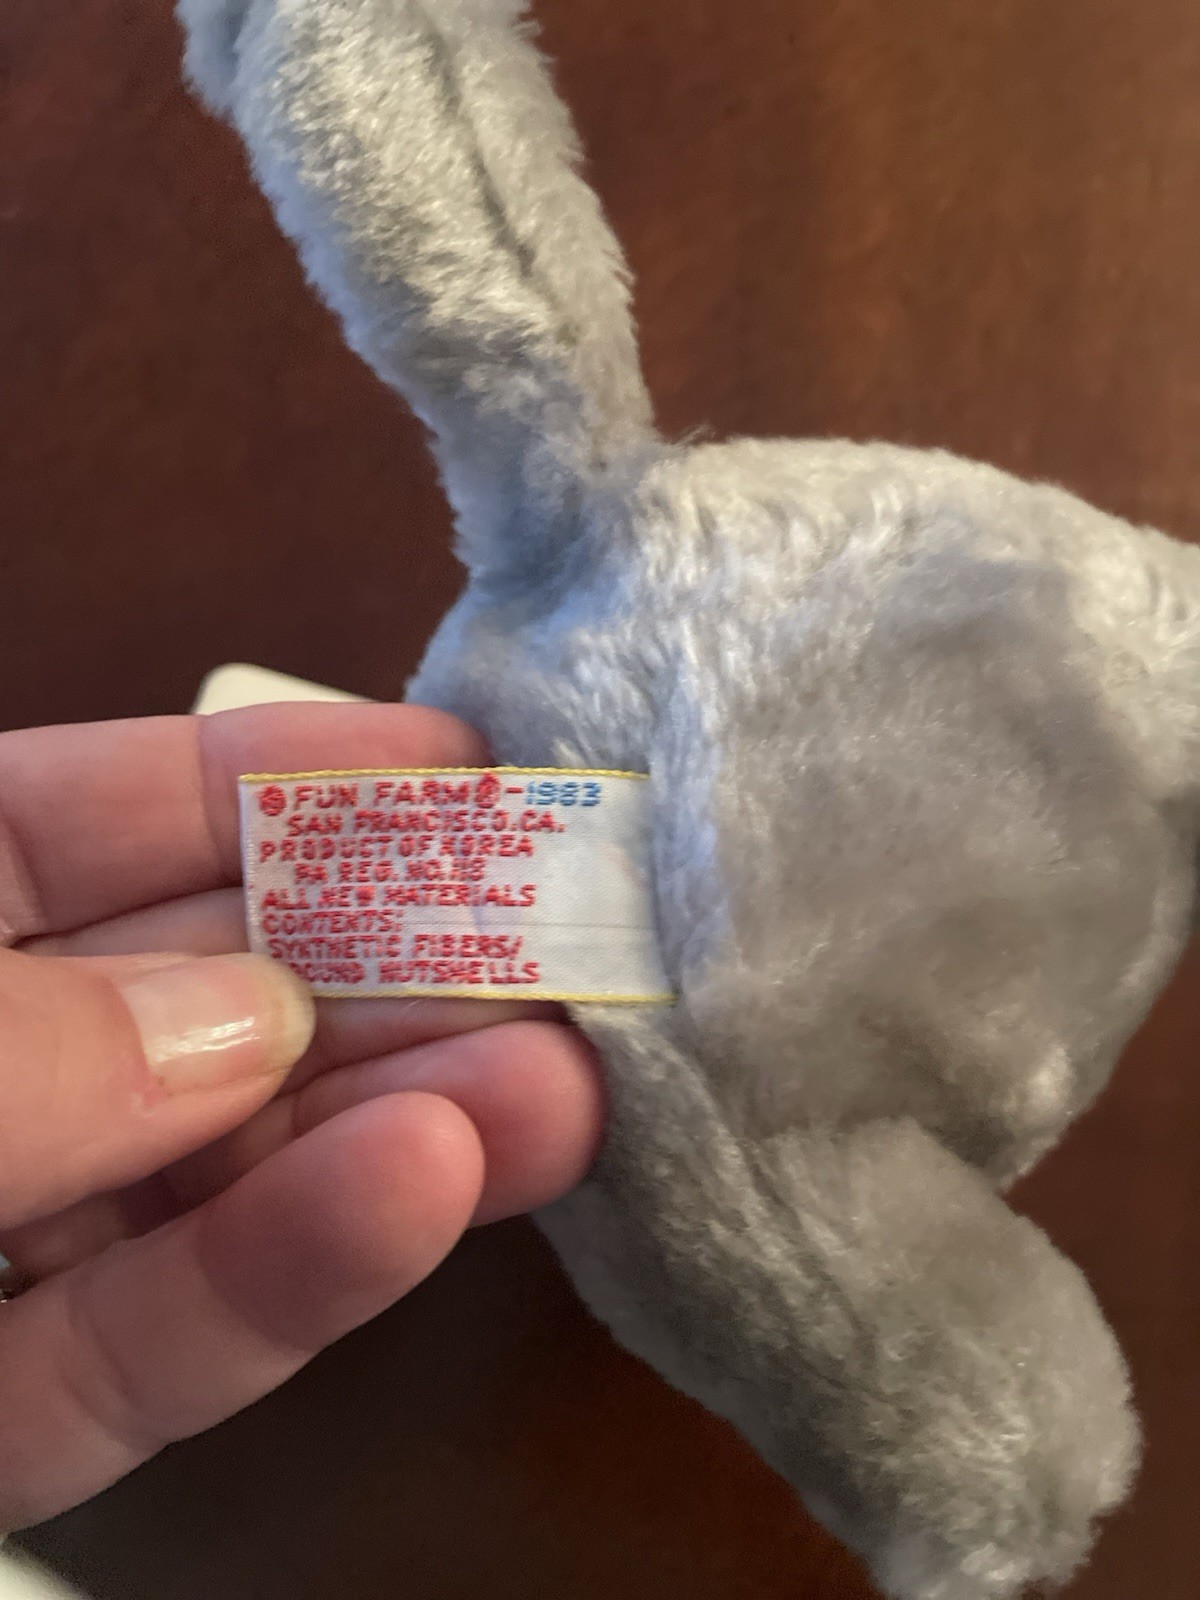 © FUN FARM®-1983
SAN FRANCISCO.CA.
PRODUCT OF KOREA
PA REG. NO.118
ALL NEW MATERIALS
CONTENTS:
SYNTHETIC FIBERS/
NUTSHELLS